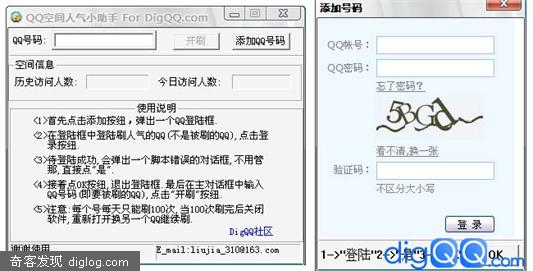 QQ空间人气小助手 For DigQQ.com
QQ号码:
开刷
添加QQ号码
空间信息
历史访问人数:
今日访问人数:
使用说明
<1>首先点击添加按纽,弹出一个QQ登陆框.
<2>在登陆框中登陆刷人气的QQ(不是被刷的QQ),点击登
录按纽.
<3>待登陆成功,会弹出一个脚本错误的对话框,不用管
那,直接点"是".
<4>接着点OK按纽,退出登陆框.最后在主对话框中输入
QQ号码(即要被刷的QQ),点击"开刷"按纽.
<5>注意:每个号每天只能刷100次,当100次刷完后关闭
软件,重新打开换另一个QQ继续刷.
DigQQ社区
谢谢使用
E_mail:liujia_310@163.com
奇客发现 diglog.com
添加号码
QQ帐号:
QQ密码:
忘了密码?
看不清,换一张
验证码:
不区分大小写
登 录
1->"登陆"2->"是"3-
OK
digQQ.com